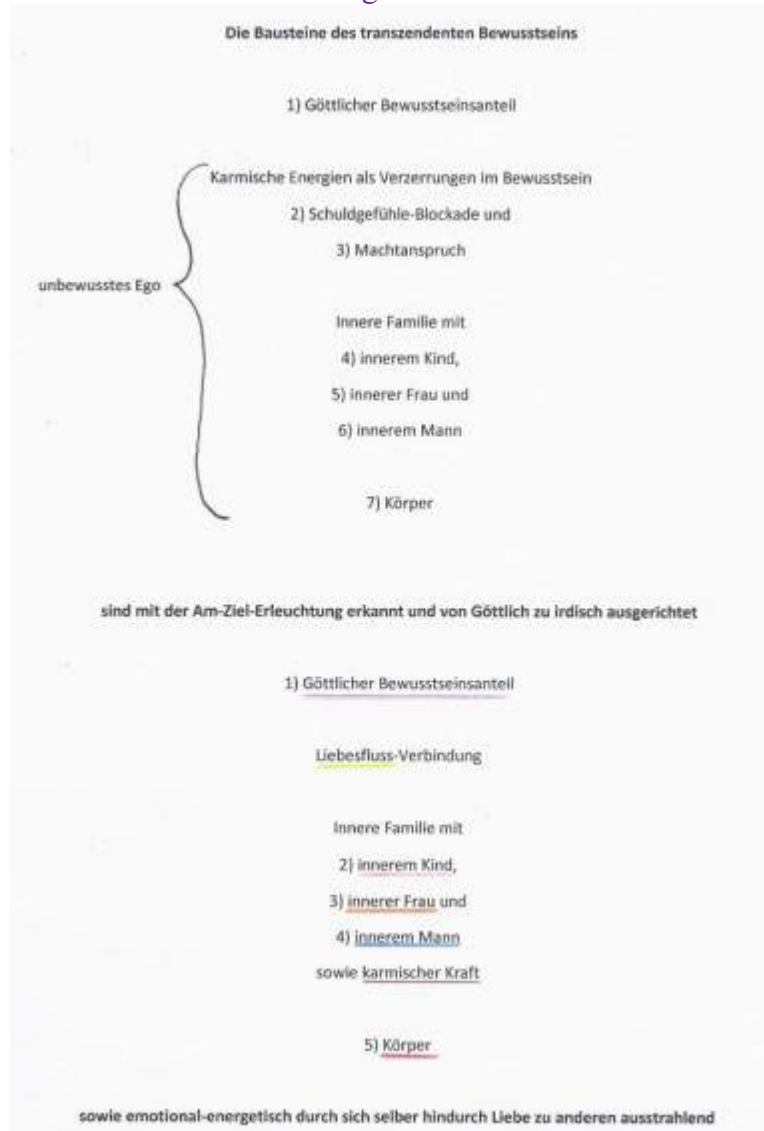 Die Bausteine des transzendenten Bewusstseins
1) Göttlicher Bewusstseinsanteil
Karmische Energien als Verzerrungen im Bewusstsein
2) Schuldgefühle-Blockade und
3) Machtanspruch
unbewusstes Ego
Innere Familie mit
4) innerem Kind,
5) innerer Frau und
6) innerem Mann
7) Körper
sind mit der Am-Ziel-Erleuchtung erkannt und von Göttlich zu irdisch ausgerichtet
1) Göttlicher Bewusstseinsanteil
Liebesfluss-Verbindung
Innere Familie mit
2) innerem Kind,
3) innerer Frau und
4) innerem Mann
sowie karmischer Kraft
5) Körper
sowie emotional-energetisch durch sich selber hindurch Liebe zu anderen ausstrahlend